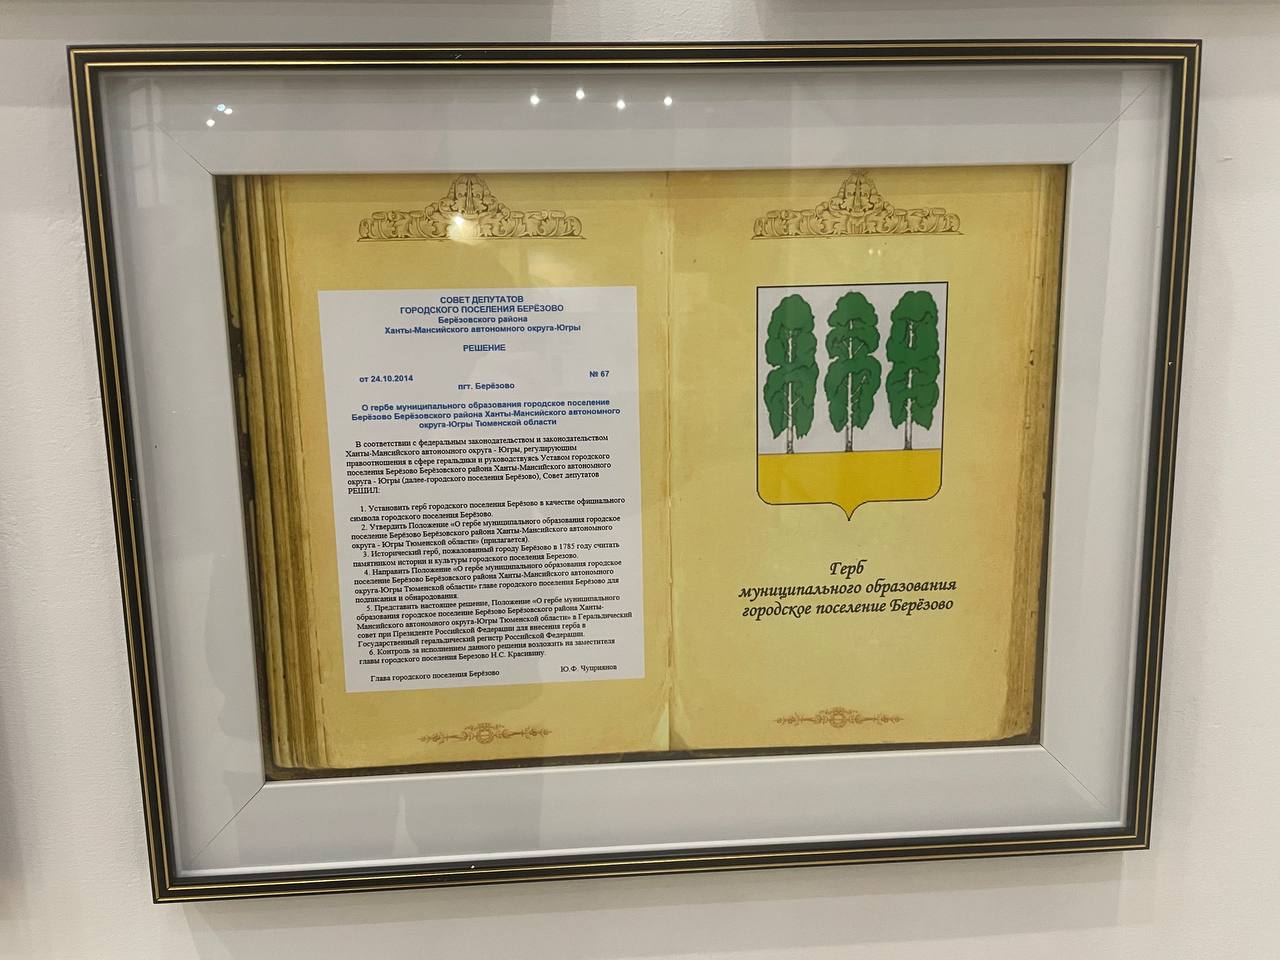 СОВЕТ ДЕПУТАТОВ
ГОРОДСКОГО ПОСЕЛЕНИЯ БЕРЁЗОВО
Берёзовского района
Ханты-Мансийского автономного округа-Югры
РЕШЕНИЕ
от 24.10.2014 № 67
пгт. Берёзово
О гербе муниципального образования городское поселение
Берёзово Берёзовского района Ханты-Мансийского автономного
округа-Югры Тюменской области
В соответствии с федеральным законодательством и законодательством
Ханты-Мансийского автономного округа - Югры, регулирующим
правоотношения в сфере геральдики и руководствуясь Уставом городского
поселения Берёзово Берёзовского района Ханты-Мансийского автономного
округа - Югры (далее-городского поселения Берёзово), Совет депутатов
РЕШИЛ:
1. Установить герб городского поселения Берёзово в качестве официального
символа городского поселения Берёзово.
2. Утвердить Положение «О гербе муниципального образования городское
поселение Берёзово Берёзовского района Ханты-Мансийского автономного
округа - Югры Тюменской области» (прилагается).
3. Исторический герб, пожалованный городу Берёзово в 1785 году считать
памятником истории и культуры городского поселения Березово.
4. Направить Положение «О гербе муниципального образования городское
поселение Берёзово Берёзовского района Ханты-Мансийского автономного
округа-Югры Тюменской области» главе городского поселения Берёзово для
подписания и обнародования.
5. Представить настоящее решение, Положение «О гербе муниципального
образования городское поселение Берёзово Берёзовского района Ханты-
Мансийского автономного округа-Югры Тюменской области» в Геральдический
совет при Президенте Российской Федерации для внесения герба в
Государственный геральдический регистр Российской Федерации.
6. Контроль за исполнением данного решения возложить на заместителя
главы городского поселения Березово Н.С. Красивину.
Глава городского поселения Берёзово Ю.Ф. Чуприянов
Герб
муниципального образования
городское поселение Берёзово